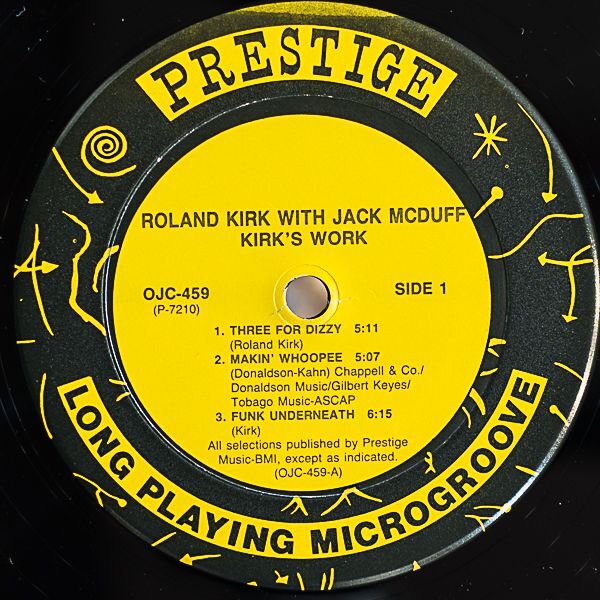 PRESTIGE
ROLAND KIRK WITH JACK MCDUFF
KIRK'S WORK
OJC-459
(P-7210)
SIDE 1
1. THREE FOR DIZZY 5:11
(Roland Kirk)
2. MAKIN' WHOOPEE 5:07
(Donaldson-Kahn) Chappell & Co./
Donaldson Music/Gilbert Keyes/
Tobago Music-ASCAP
3. FUNK UNDERNEATH 6:15
(Kirk)
All selections published by Prestige
Music-BMI, except as indicated.
(OJC-459-A)
LONG PLAYING MICROGROOVE